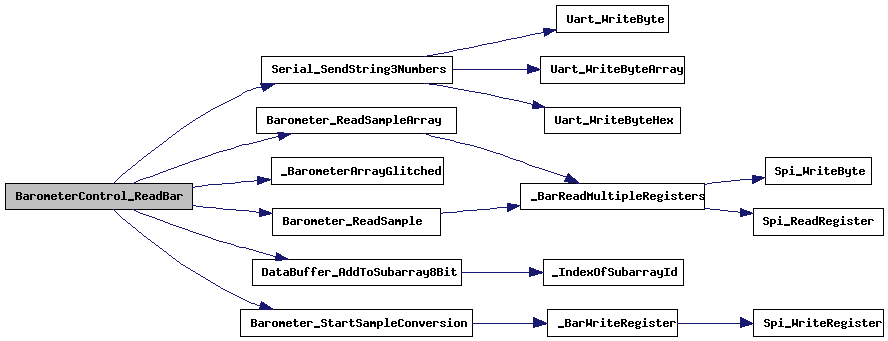 Uart_WriteByte
Serial_SendString3Numbers
Uart_WriteByteArray
Barometer_ReadSampleArray
Uart_WriteByteHex
_BarometerArrayGlitched
Spi_WriteByte
BarometerControl_ReadBar
_BarReadMultipleRegisters
Barometer_ReadSample
Spi_ReadRegister
DataBuffer_AddToSubarray8Bit
_IndexOfSubarrayId
Barometer_StartSampleConversion
_BarWriteRegister
Spi_WriteRegister